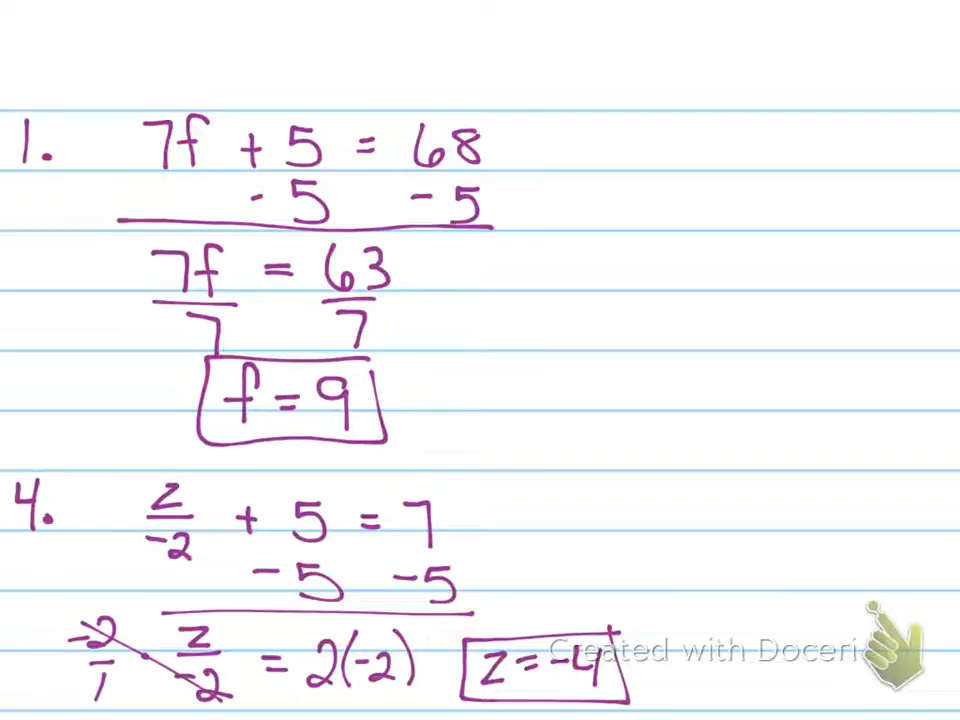 1. 7f + 5 = 68
- 5 - 5
7f = 63
7 7
f = 9
4. z/-2 + 5 = 7
- 5 - 5
-2/1 · z/-2 = 2(-2) z = -4
Created with Doceri